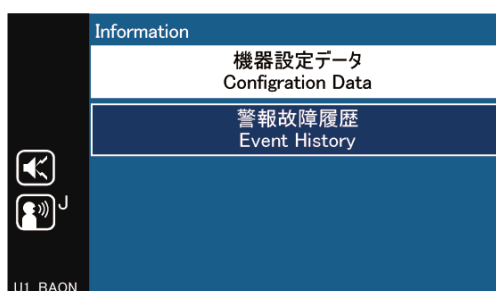 Information
機器設定データ
Configration Data
警報故障履歴
Event History
J
U1 BAON